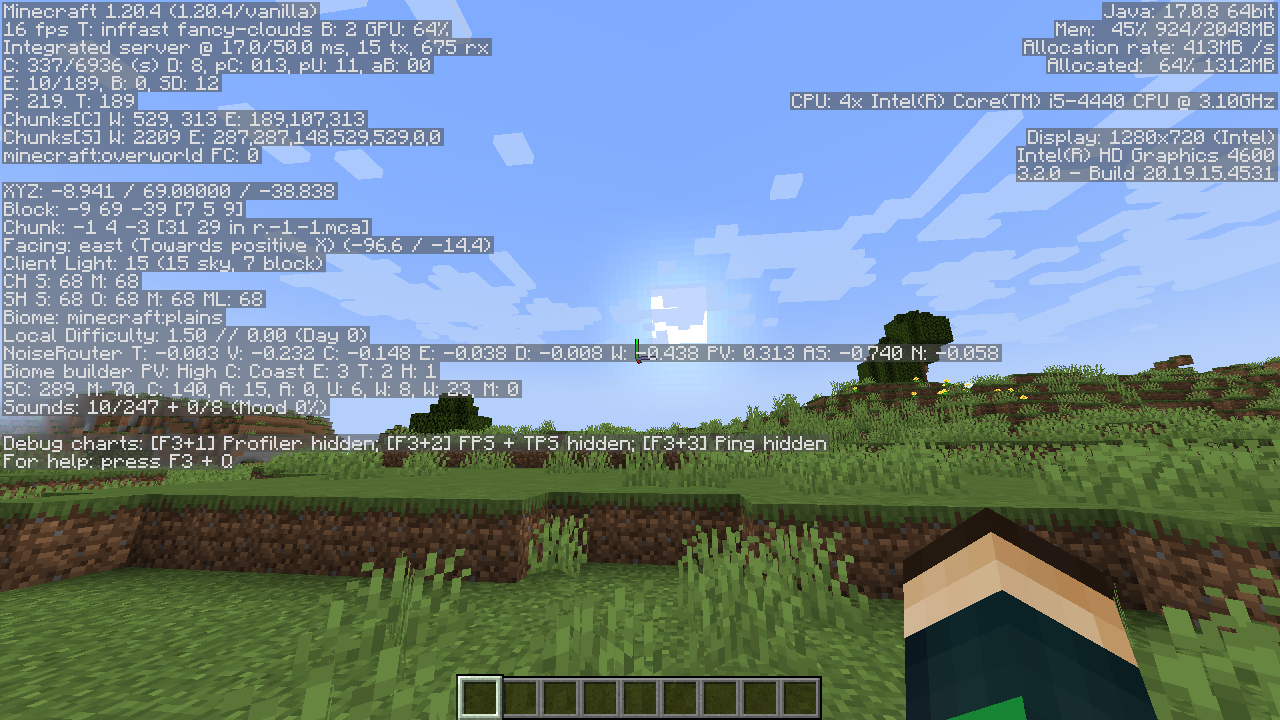 Minecraft 1.20.4 (1.20.4/vanilla)
16 fps T: inffast fancy-clouds B: 2 GPU: 64%
Integrated server @ 17.0/50.0 ms, 15 tx, 675 rx
C: 337/6936 (s) D: 8, pC: 013, pU: 11, aB: 00
E: 10/189, B: 0, SD: 12
P: 219. T: 189
Chunks[C] W: 529, 313 E: 189,107,313
Chunks[S] W: 2209 E: 287,287,148,529,529,0,0
minecraft:overworld FC: 0
XYZ: -8.941 / 69.00000 / -38.838
Block: -9 69 -39 [7 5 9]
Chunk: -1 4 -3 [31 29 in r.-1.-1.mca]
Facing: east (Towards positive X) (-96.6 / -14.4)
Client Light: 15 (15 sky, 7 block)
CH S: 68 M: 68
SH S: 68 O: 68 M: 68 ML: 68
Biome: minecraft:plains
Local Difficulty: 1.50 // 0.00 (Day 0)
NoiseRouter T: -0.003 V: -0.232 C: -0.148 E: -0.038 D: -0.008 W: -0.438 PV: 0.313 AS: -0.740 N: -0.058
Biome builder PV: High C: Coast E: 3 T: 2 H: 1
SC: 289, M: 70, C: 140, A: 15, A: 0, U: 6, W: 8, W: 23, M: 0
Sounds: 10/247 + 0/8 (Mood 0%)
Debug charts: [F3+1] Profiler hidden; [F3+2] FPS + TPS hidden; [F3+3] Ping hidden
For help: press F3 + Q
Java: 17.0.8 64bit
Mem: 45% 924/2048MB
Allocation rate: 413MB /s
Allocated: 64% 1312MB
CPU: 4x Intel(R) Core(TM) i5-4440 CPU @ 3.10GHz
Display: 1280x720 (Intel)
Intel(R) HD Graphics 4600
3.2.0 - Build 20.19.15.4531